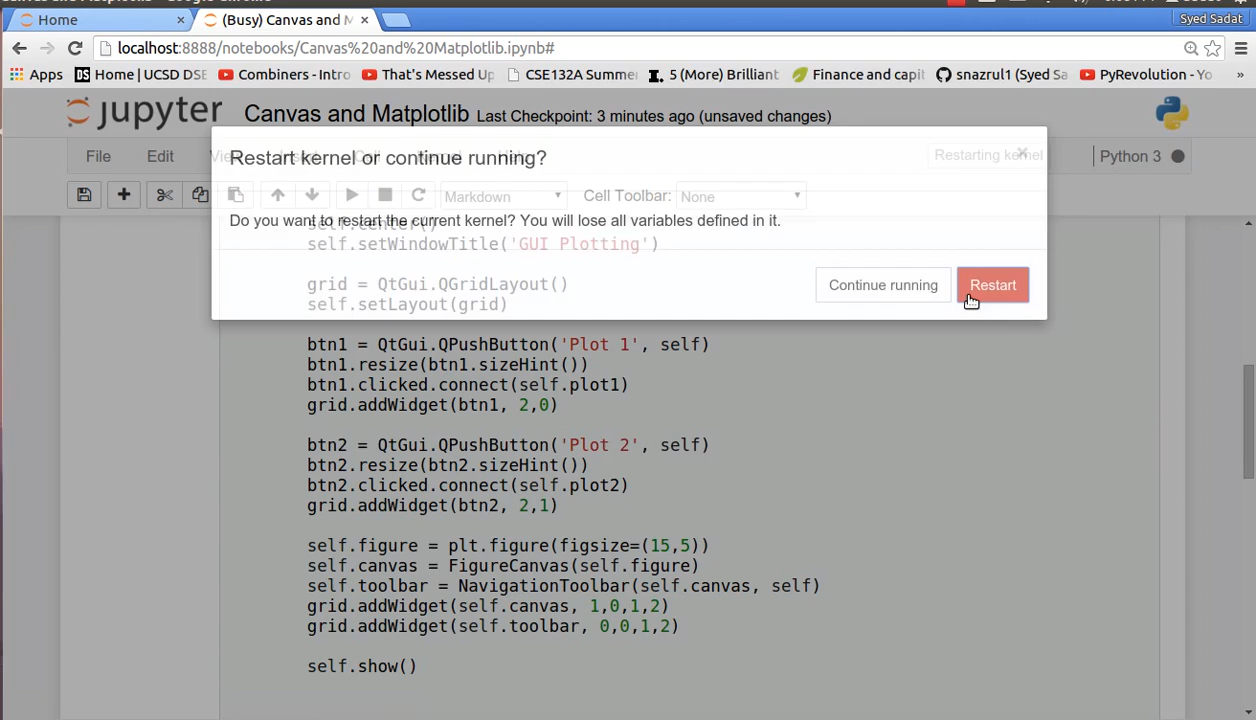 Home × (Busy) Canvas and M ×
Syed Sadat
localhost:8888/notebooks/Canvas%20and%20Matplotlib.ipynb#
Apps DS Home | UCSD DSE Combiners - Intro That's Messed Up CSE132A Summer 5 (More) Brilliant Finance and capit snazrul1 (Syed Sa PyRevolution - Yo »
jupyter Canvas and Matplotlib Last Checkpoint: 3 minutes ago (unsaved changes)
Restart kernel or continue running?
File Edit Restarting kernel Python 3
Markdown Cell Toolbar: None
Do you want to restart the current kernel? You will lose all variables defined in it.
self.center()
self.setWindowTitle('GUI Plotting')
grid = QtGui.QGridLayout()
Continue running Restart
self.setLayout(grid)
btn1 = QtGui.QPushButton('Plot 1', self)
btn1.resize(btn1.sizeHint())
btn1.clicked.connect(self.plot1)
grid.addWidget(btn1, 2,0)
btn2 = QtGui.QPushButton('Plot 2', self)
btn2.resize(btn2.sizeHint())
btn2.clicked.connect(self.plot2)
grid.addWidget(btn2, 2,1)
self.figure = plt.figure(figsize=(15,5))
self.canvas = FigureCanvas(self.figure)
self.toolbar = NavigationToolbar(self.canvas, self)
grid.addWidget(self.canvas, 1,0,1,2)
grid.addWidget(self.toolbar, 0,0,1,2)
self.show()